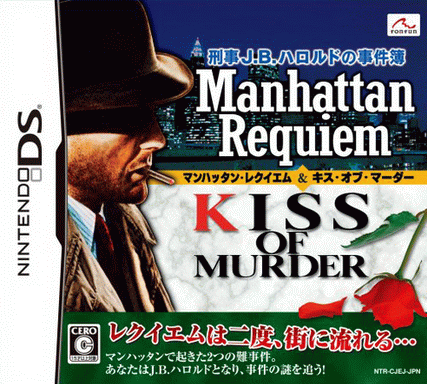 fonfun
刑事J.B.ハロルドの事件簿
Manhattan
Requiem
マンハッタン・レクイエム & キス・オブ・マーダー
KISS
OF
MURDER
NINTENDO DS
CERO
C
レクイエムは二度、街に流れる…
マンハッタンで起きた2つの難事件。
あなたはJ.B.ハロルドとなり、事件の謎を追う!
NTR-CJEJ-JPN